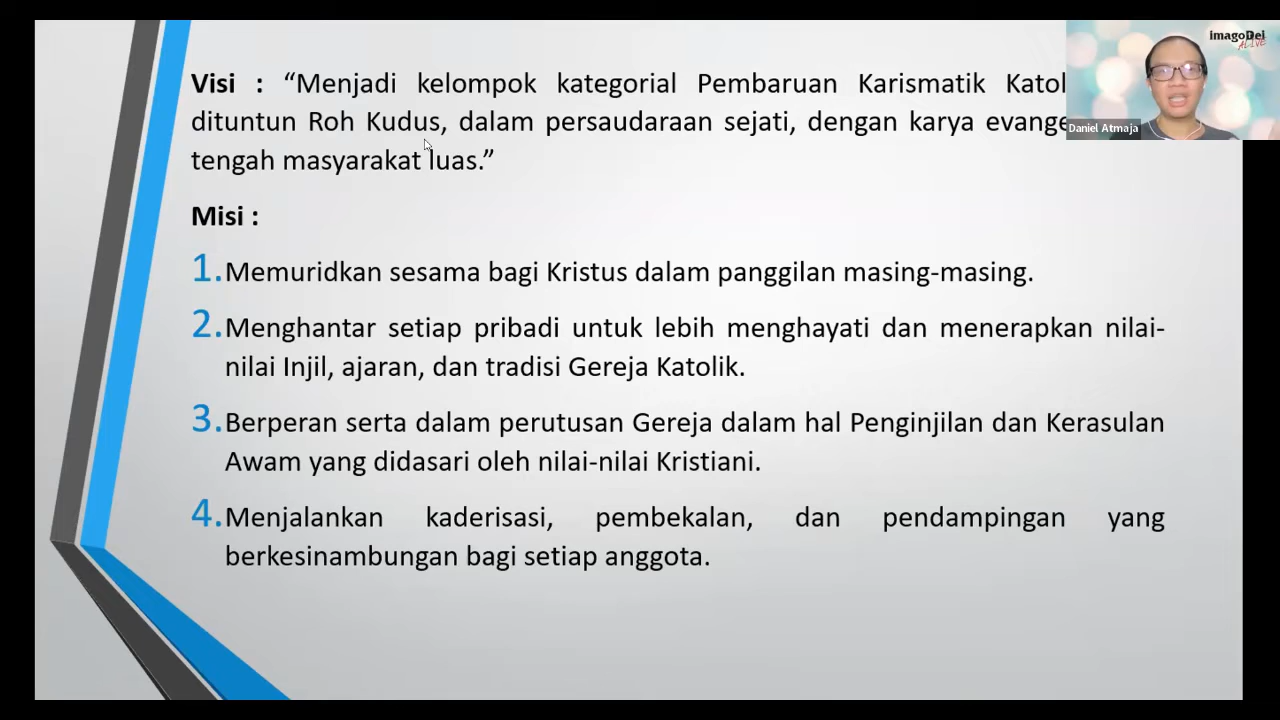 Visi : “Menjadi kelompok kategorial Pembaruan Karismatik
dituntun Roh Kudus, dalam persaudaraan sejati, dengan karya
tengah masyarakat luas.”
Misi :
1. Memuridkan sesama bagi Kristus dalam panggilan masing-masing.
2. Menghantar setiap pribadi untuk lebih menghayati dan menerapkan nilai-
nilai Injil, ajaran, dan tradisi Gereja Katolik.
3. Berperan serta dalam perutusan Gereja dalam hal Penginjilan dan Kerasulan
Awam yang didasari oleh nilai-nilai Kristiani.
4. Menjalankan kaderisasi, pembekalan, dan pendampingan yang
berkesinambungan bagi setiap anggota.
imagoDei
ALIVE
Daniel Atmaja